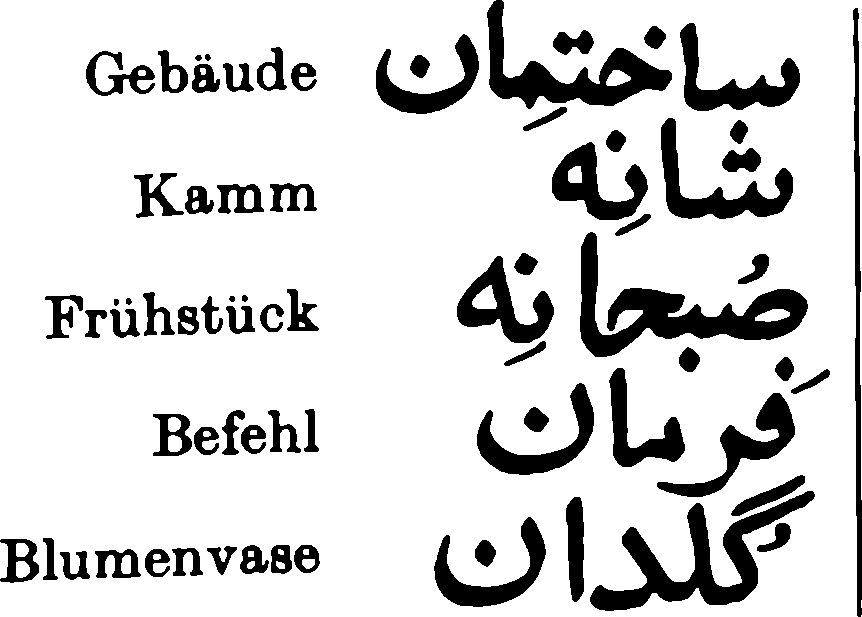 Gebäude ساختِمان
Kamm شانِه
Frühstück صُبحانِه
Befehl فَرمان
Blumenvase گُلدان